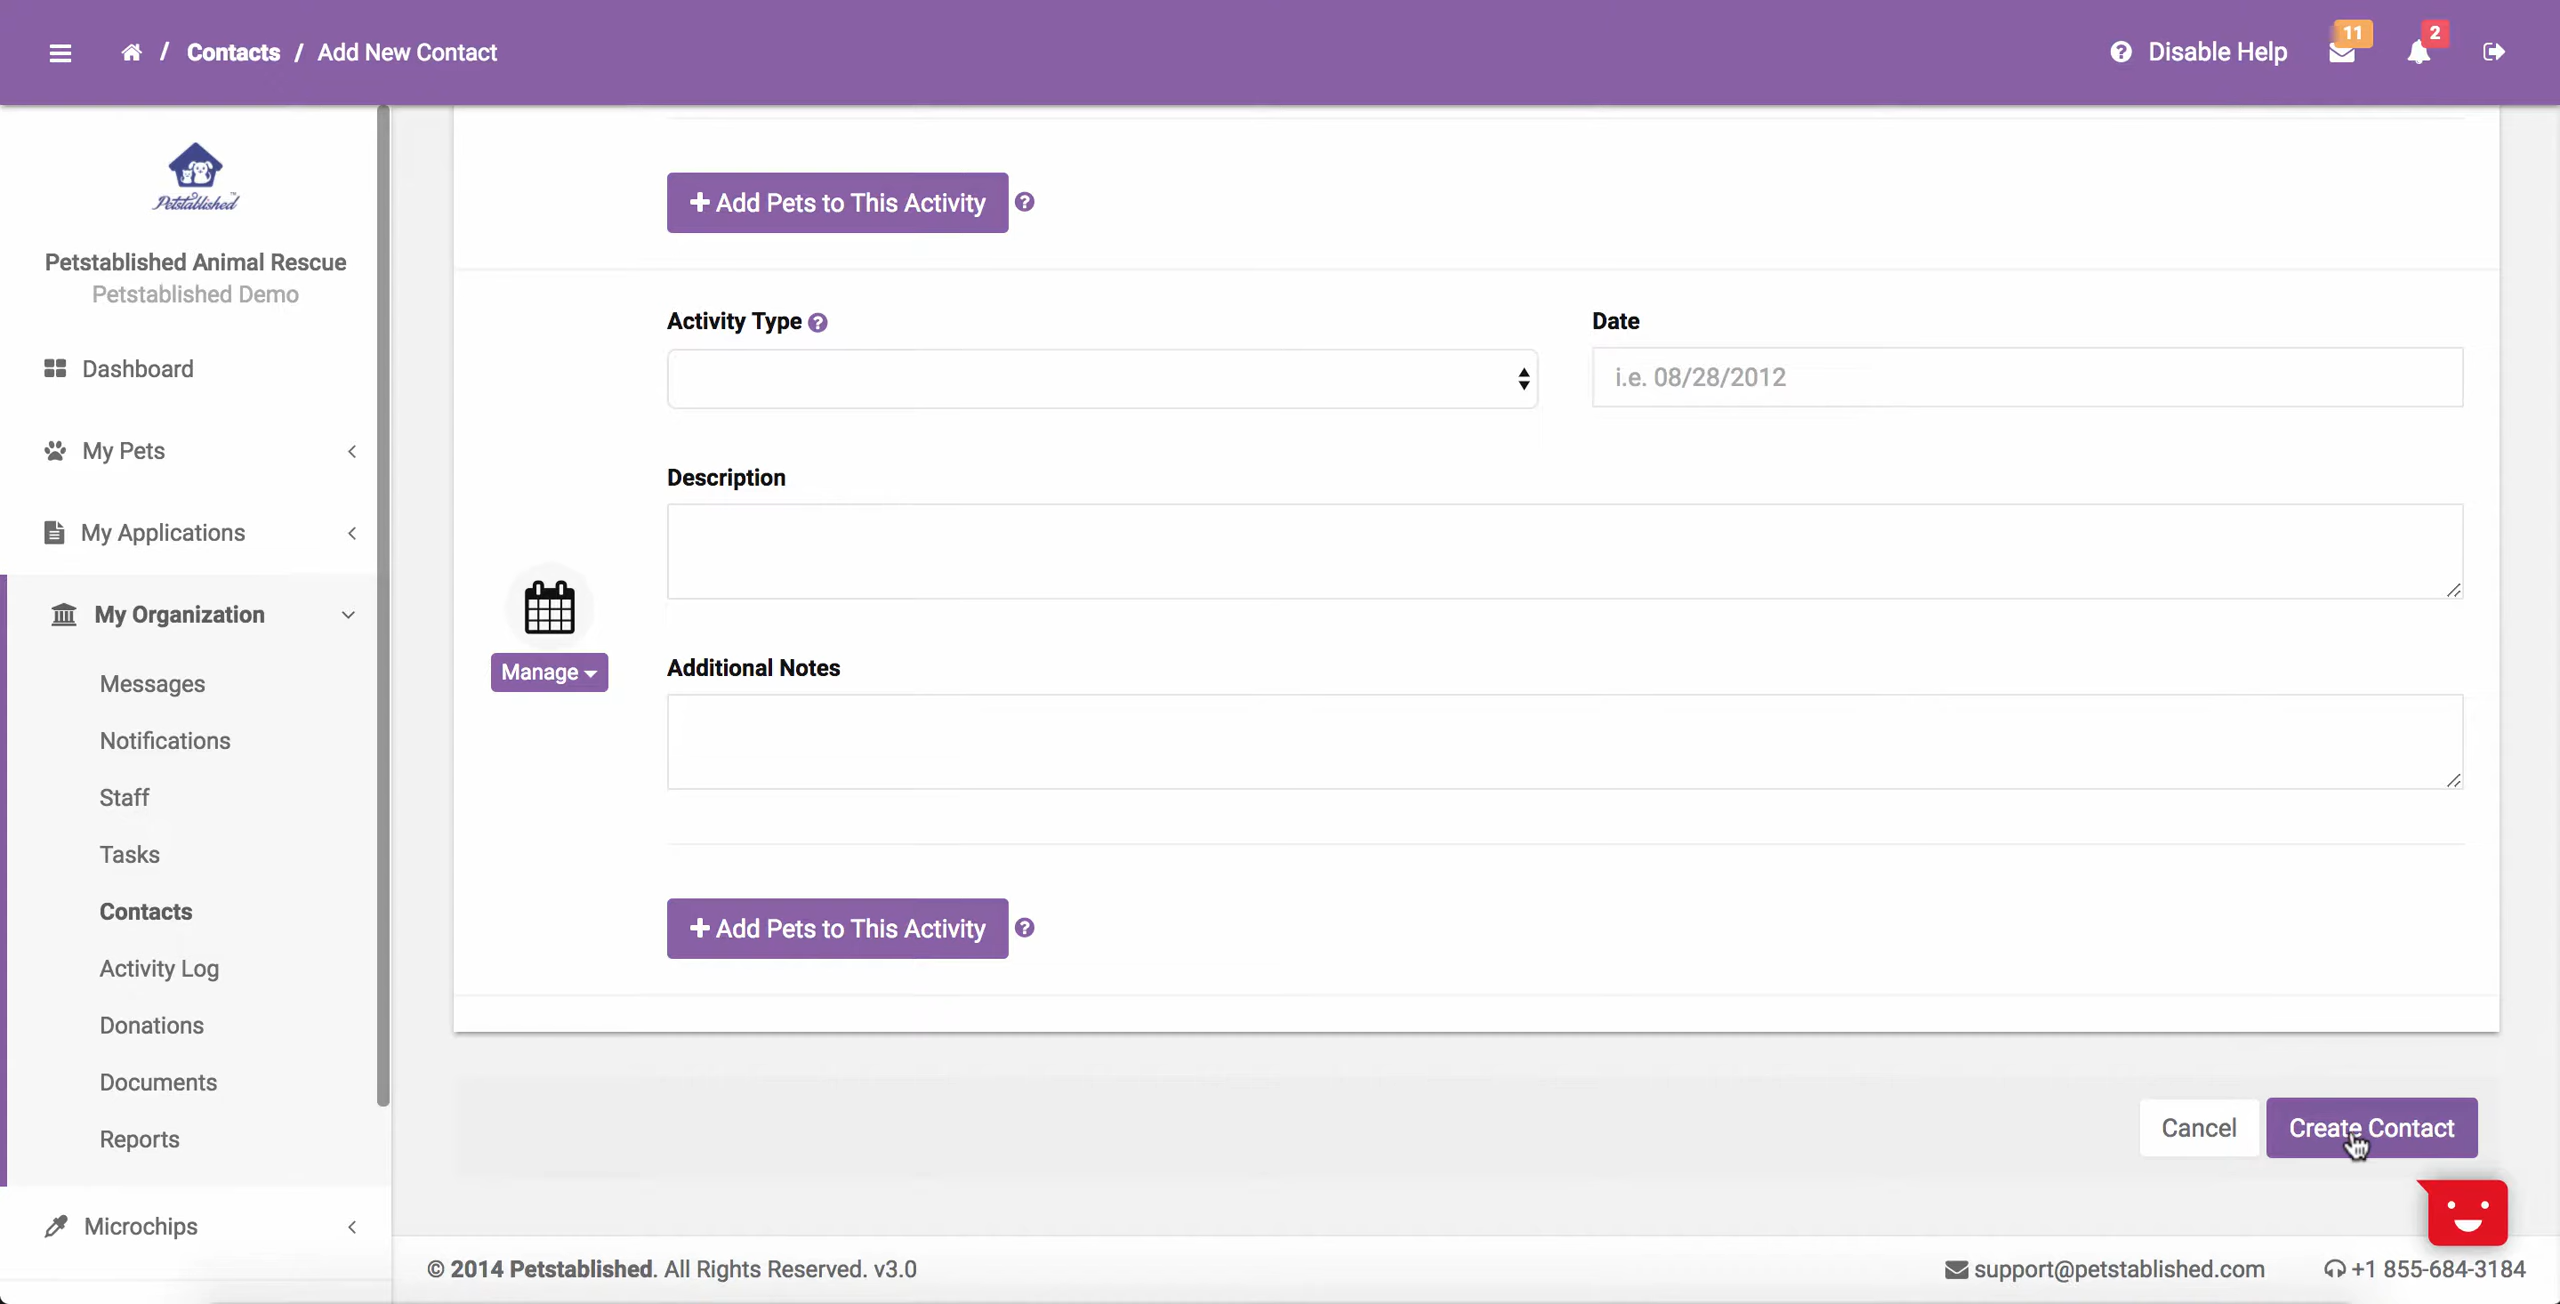 / Contacts / Add New Contact
Disable Help
11
2
Petstablished™
Petstablished Animal Rescue
Petstablished Demo
Dashboard
My Pets
My Applications
My Organization
Messages
Notifications
Staff
Tasks
Contacts
Activity Log
Donations
Documents
Reports
Microchips
+ Add Pets to This Activity ?
Activity Type ?
Date
i.e. 08/28/2012
Description
Manage
Additional Notes
+ Add Pets to This Activity ?
Cancel
Create Contact
© 2014 Petstablished. All Rights Reserved. v3.0
support@petstablished.com
+1 855-684-3184